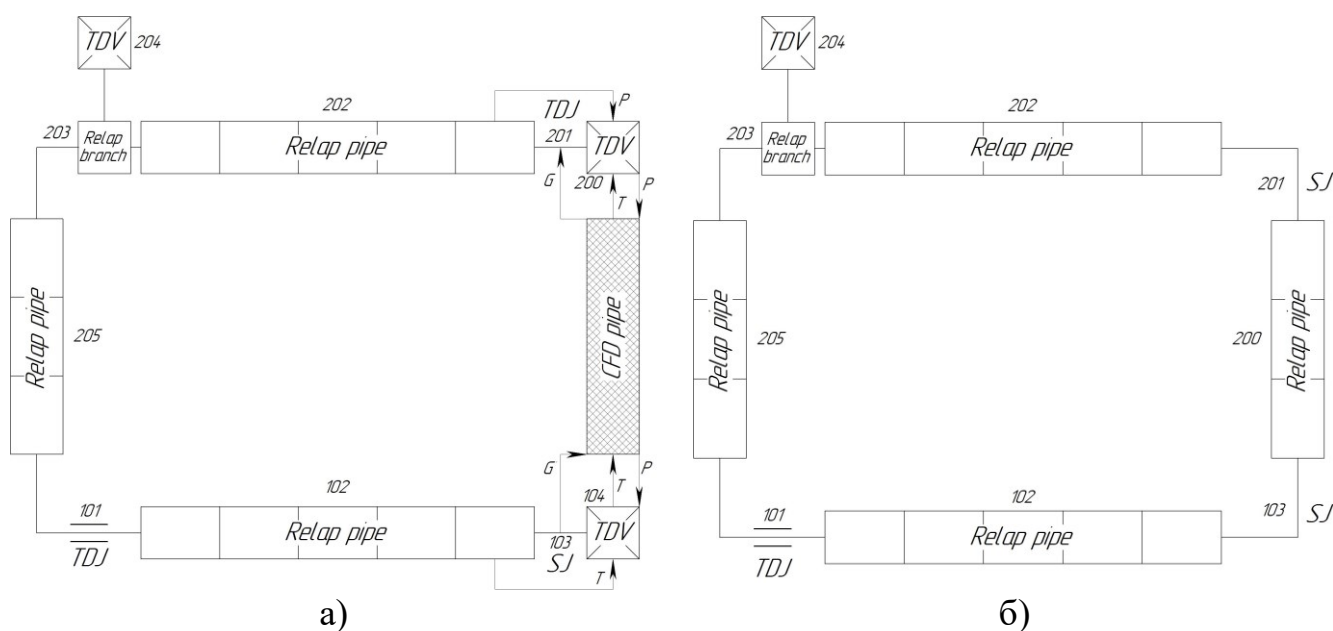 TDV 204
202
203 Relap branch
Relap pipe
TDJ
201
TDV
P
G
200
T
P
Relap pipe
205
CFD pipe
101
TDJ
102
Relap pipe
G
104
T
P
103
SJ
TDV
T
а)
TDV 204
202
203 Relap branch
Relap pipe
201 SJ
Relap pipe
205
200
Relap pipe
101
TDJ
102
Relap pipe
103 SJ
б)